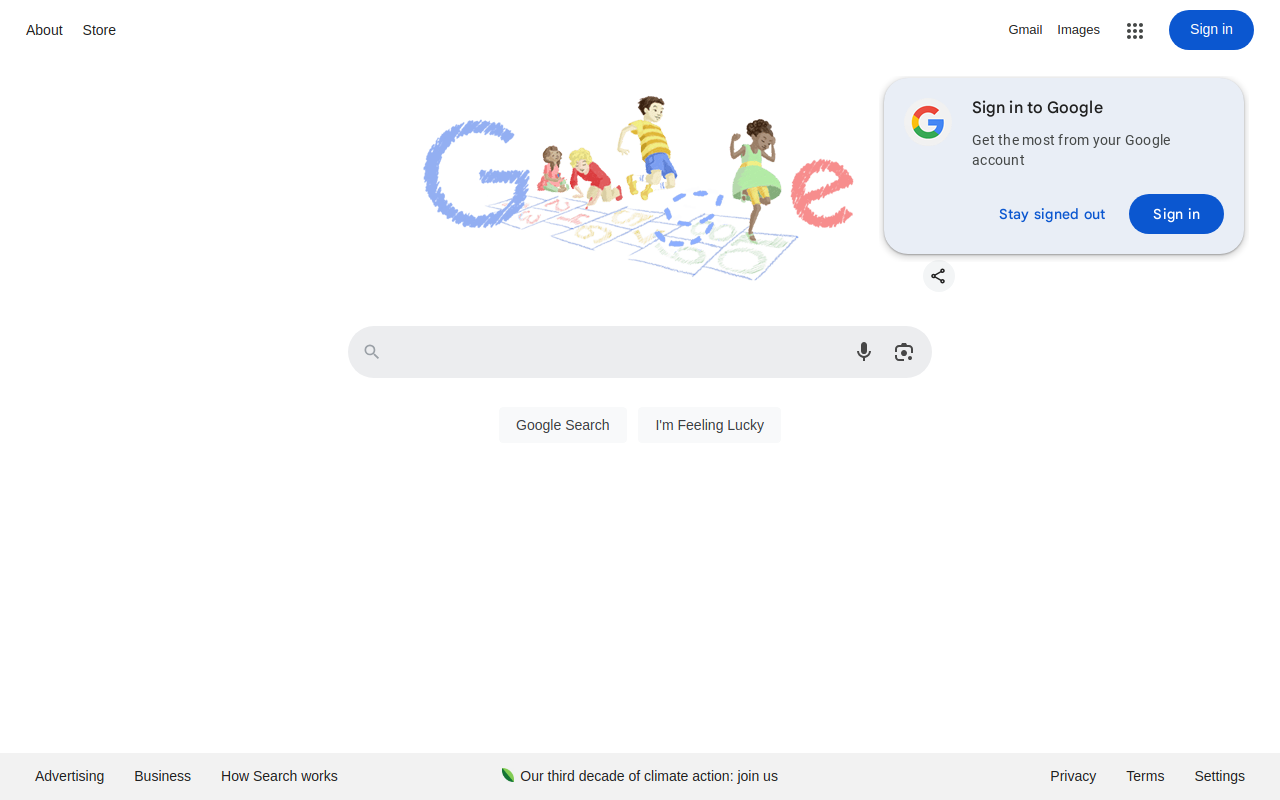 About Store
Gmail Images Sign in
Sign in to Google
Get the most from your Google
account
Stay signed out Sign in
Google Search I'm Feeling Lucky
Advertising Business How Search works Our third decade of climate action: join us Privacy Terms Settings